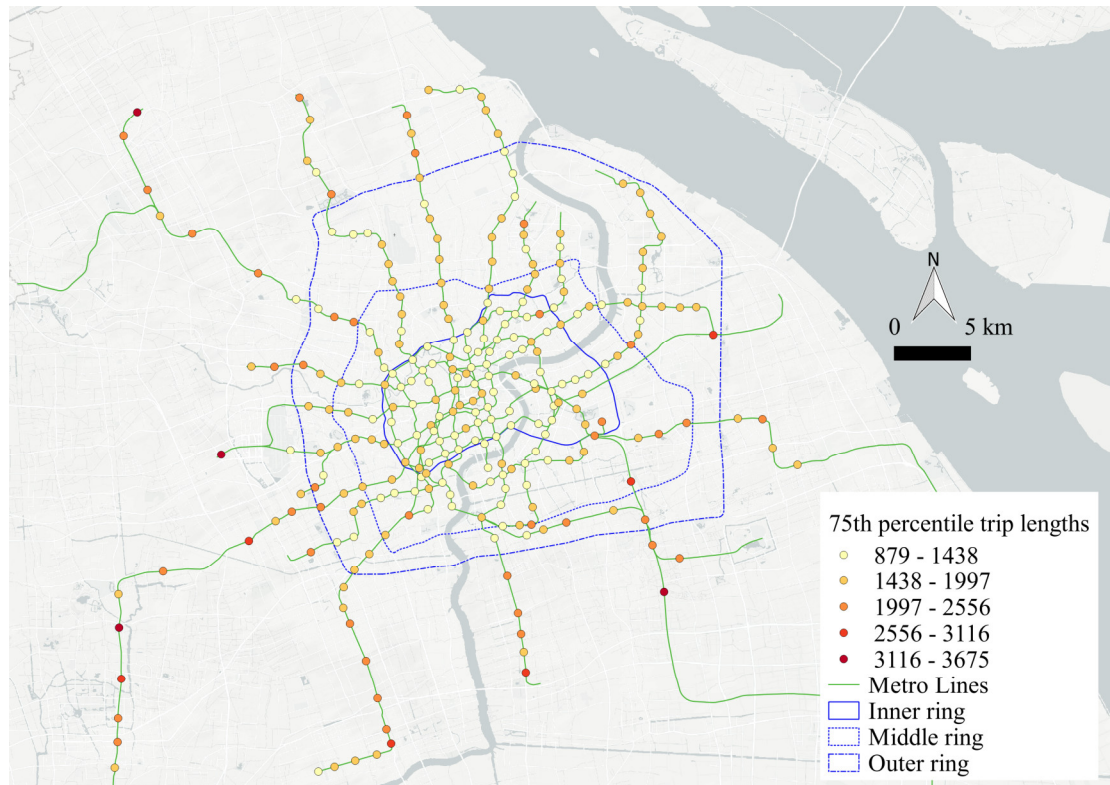 N
0 5 km
75th percentile trip lengths
879 - 1438
1438 - 1997
1997 - 2556
2556 - 3116
3116 - 3675
Metro Lines
Inner ring
Middle ring
Outer ring